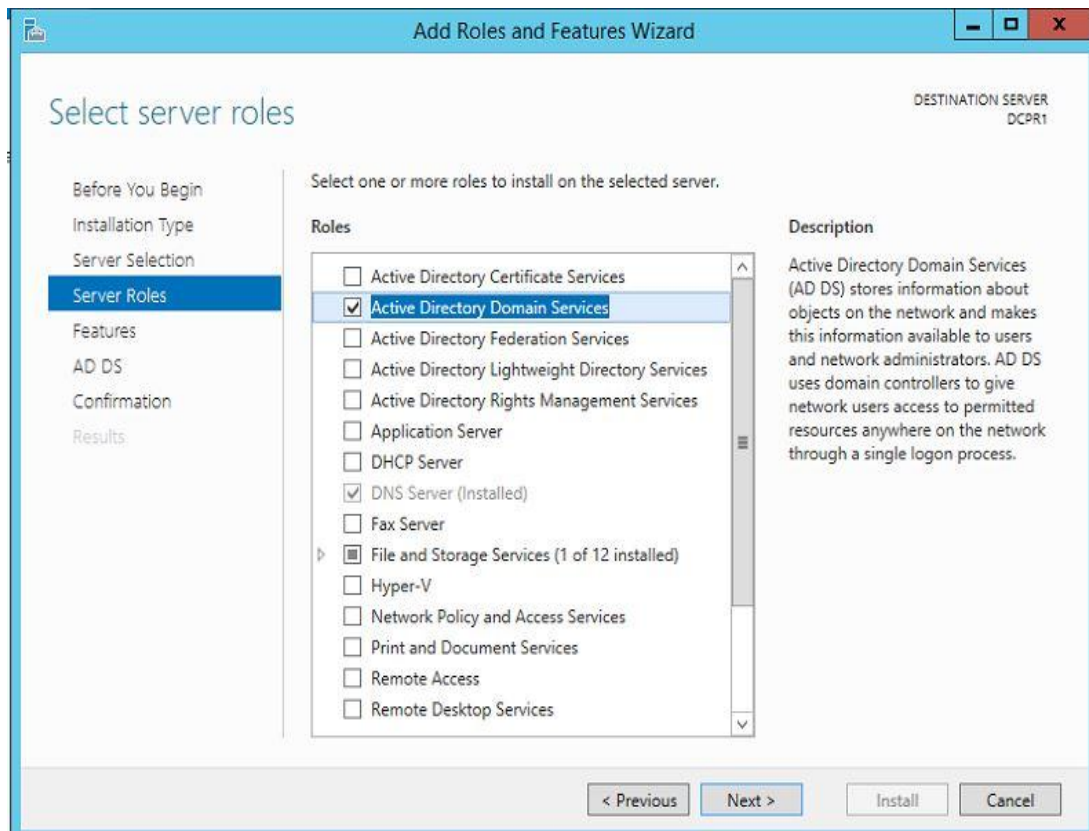 Add Roles and Features Wizard
Select server roles
DESTINATION SERVER
DCPR1
Before You Begin
Installation Type
Server Selection
Server Roles
Features
AD DS
Confirmation
Results
Select one or more roles to install on the selected server.
Roles
Active Directory Certificate Services
Active Directory Domain Services
Active Directory Federation Services
Active Directory Lightweight Directory Services
Active Directory Rights Management Services
Application Server
DHCP Server
DNS Server (Installed)
Fax Server
File and Storage Services (1 of 12 installed)
Hyper-V
Network Policy and Access Services
Print and Document Services
Remote Access
Remote Desktop Services
Description
Active Directory Domain Services
(AD DS) stores information about
objects on the network and makes
this information available to users
and network administrators. AD DS
uses domain controllers to give
network users access to permitted
resources anywhere on the network
through a single logon process.
< Previous
Next >
Install
Cancel